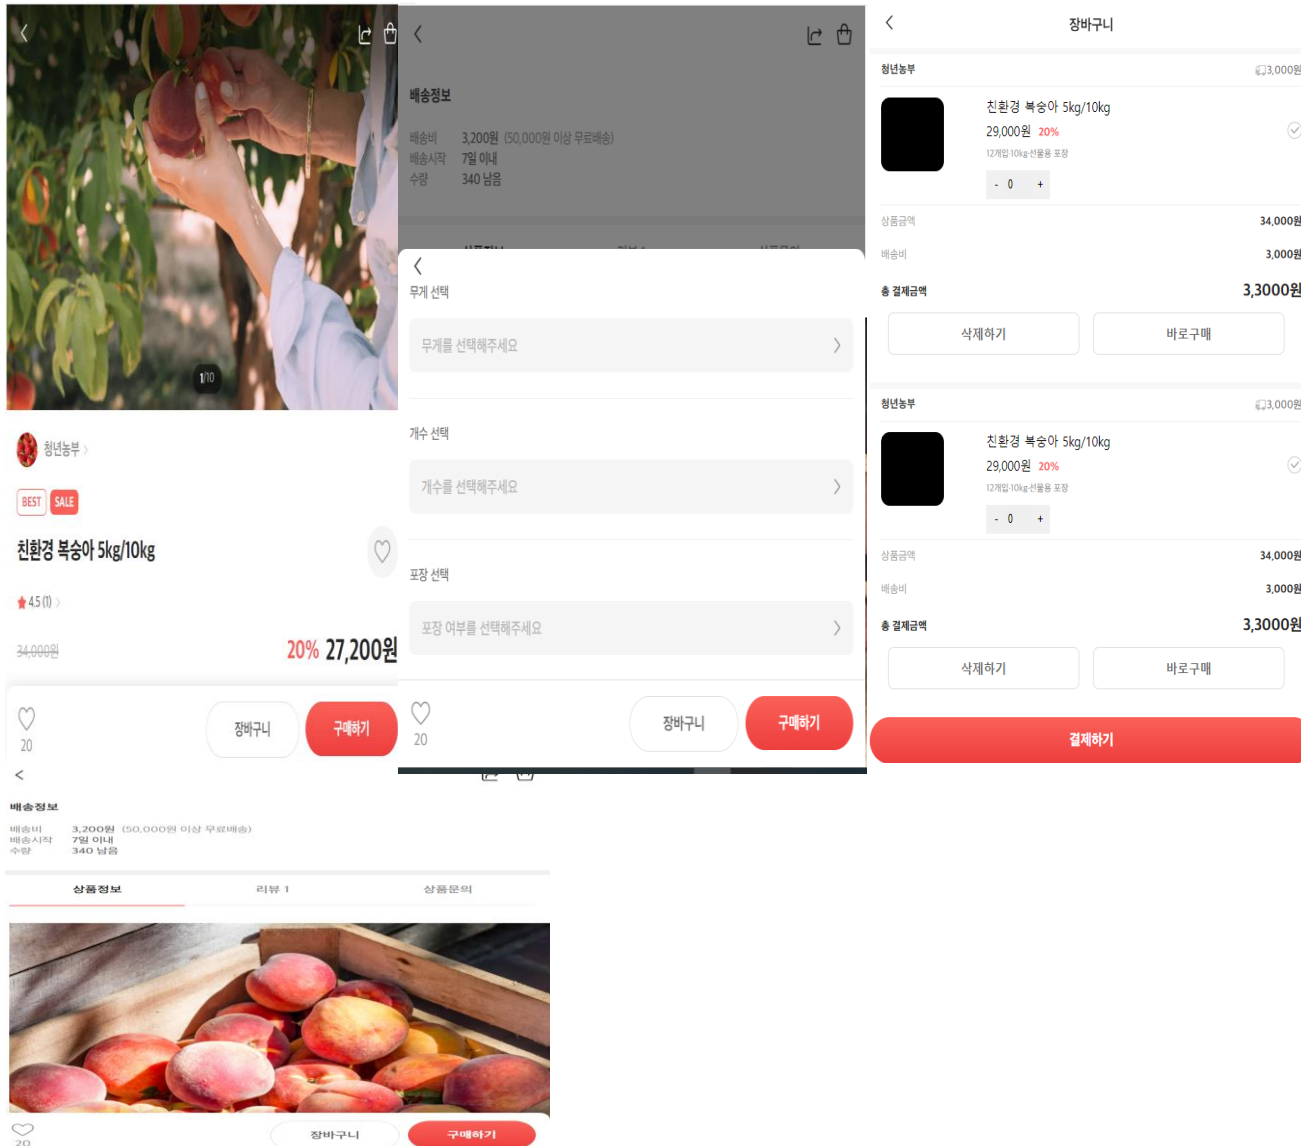 1/10
청년농부
BEST SALE
친환경 복숭아 5kg/10kg
4.5 (1)
34,000원 20% 27,200원
20 장바구니 구매하기
배송정보
배송비 3,200원 (50,000원 이상 무료배송)
배송시작 7일 이내
수량 340 남음
무게 선택
무게를 선택해주세요
개수 선택
개수를 선택해주세요
포장 선택
포장 여부를 선택해주세요
20 장바구니 구매하기
장바구니
청년농부 3,000원
친환경 복숭아 5kg/10kg
29,000원 20%
12개입·10kg·선물용 포장
- 0 +
상품금액 34,000원
배송비 3,000원
총 결제금액 3,3000원
삭제하기 바로구매
청년농부 3,000원
친환경 복숭아 5kg/10kg
29,000원 20%
12개입·10kg·선물용 포장
- 0 +
상품금액 34,000원
배송비 3,000원
총 결제금액 3,3000원
삭제하기 바로구매
결제하기
배송정보
배송비 3,200원 (50,000원 이상 무료배송)
배송시작 7일 이내
수량 340 남음
상품정보 리뷰 1 상품문의
20 장바구니 구매하기